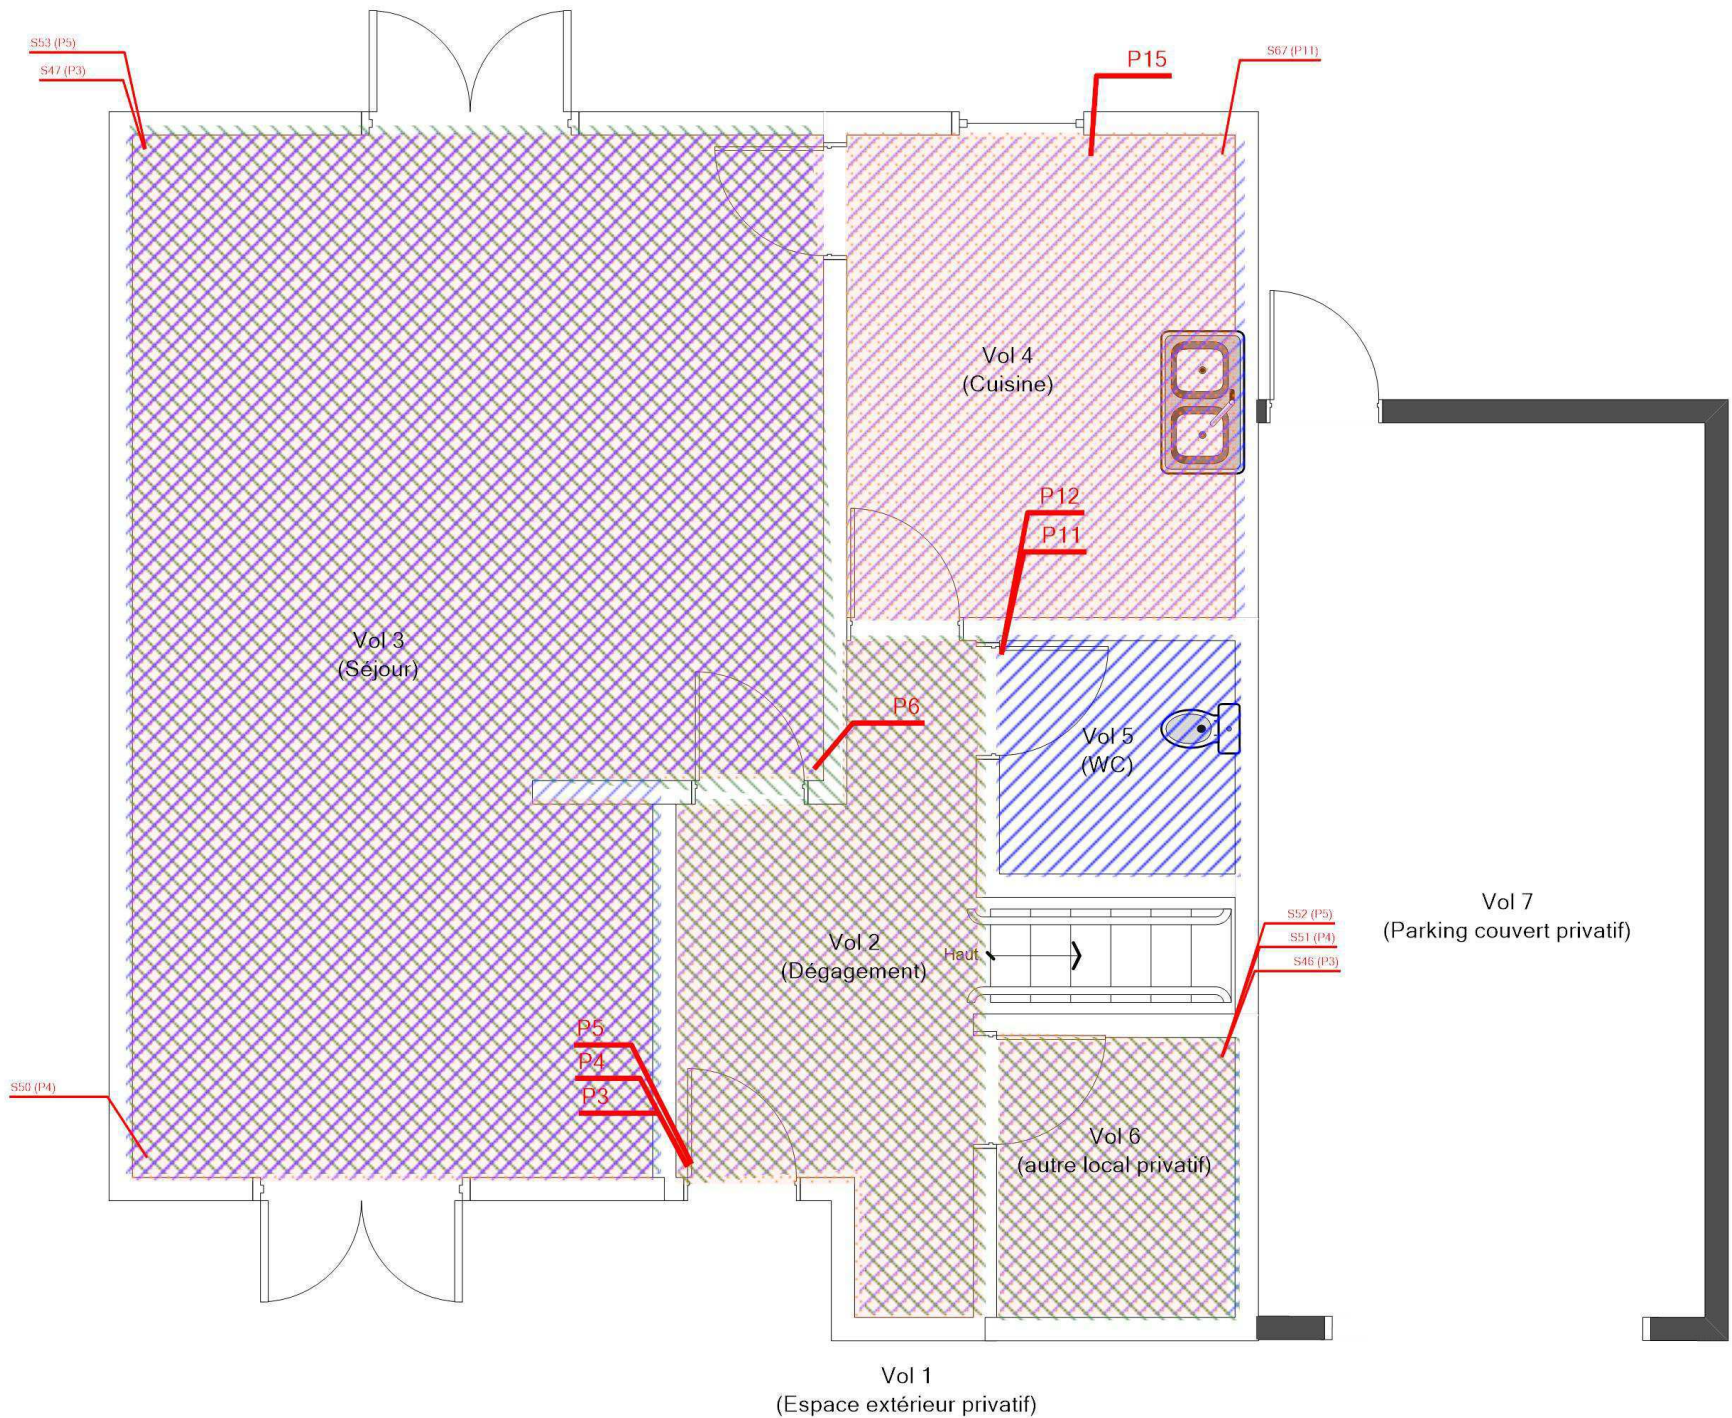 S53 (P5)
S47 (P3)
P15
S67 (P11)
Vol 4
(Cuisine)
P12
P11
Vol 3
(Séjour)
P6
Vol 5
(WC)
Vol 2
(Dégagement)
Haut
Vol 7
(Parking couvert privatif)
S52 (P5)
S51 (P4)
S46 (P3)
P5
P4
P3
S50 (P4)
Vol 6
(autre local privatif)
Vol 1
(Espace extérieur privatif)